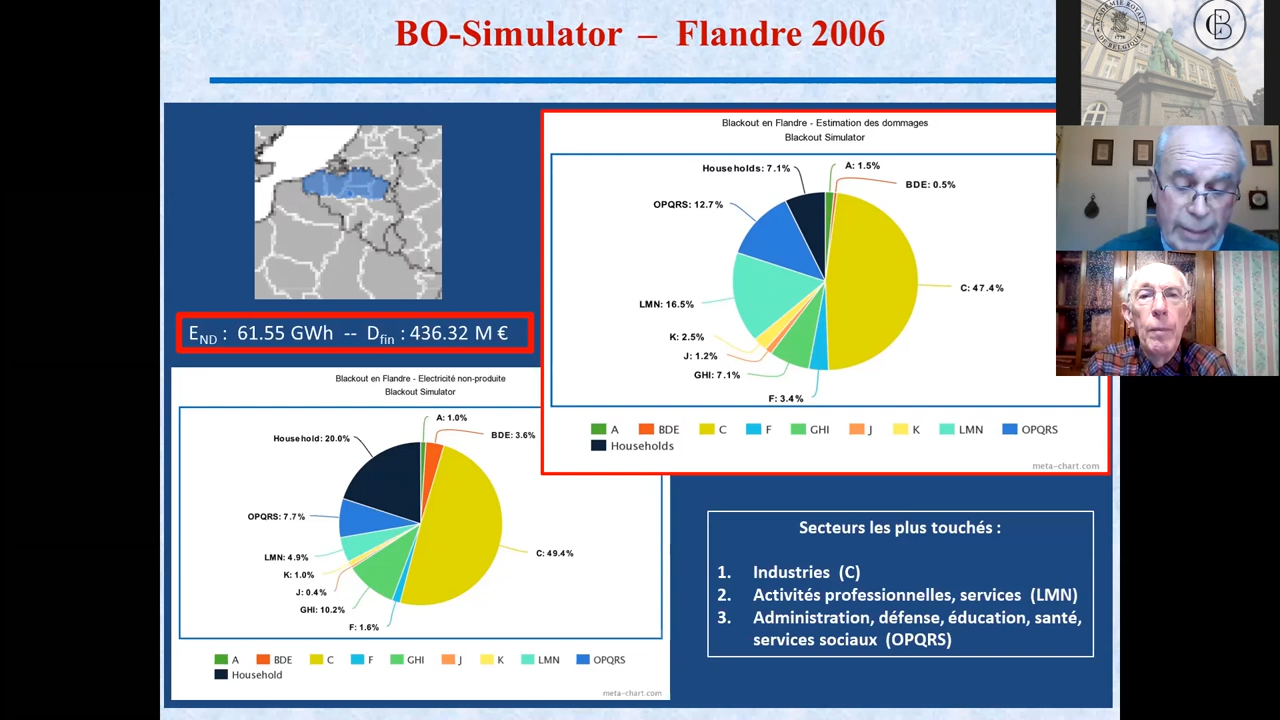 BO-Simulator – Flandre 2006
E_ND : 61.55 GWh -- D_fin : 436.32 M €
Blackout en Flandre - Estimation des dommages
Blackout Simulator
Households: 7.1%
A: 1.5%
BDE: 0.5%
OPQRS: 12.7%
C: 47.4%
LMN: 16.5%
K: 2.5%
J: 1.2%
GHI: 7.1%
F: 3.4%
A BDE C F GHI J K LMN OPQRS
Households
meta-chart.com
Blackout en Flandre - Electricité non-produite
Blackout Simulator
A: 1.0%
BDE: 3.6%
Household: 20.0%
OPQRS: 7.7%
C: 49.4%
LMN: 4.9%
K: 1.0%
J: 0.4%
GHI: 10.2%
F: 1.6%
A BDE C F GHI J K LMN OPQRS
Household
meta-chart.com
Secteurs les plus touchés :
1. Industries (C)
2. Activités professionnelles, services (LMN)
3. Administration, défense, éducation, santé,
services sociaux (OPQRS)
ACADÉMIE ROYALE
DE BELGIQUE